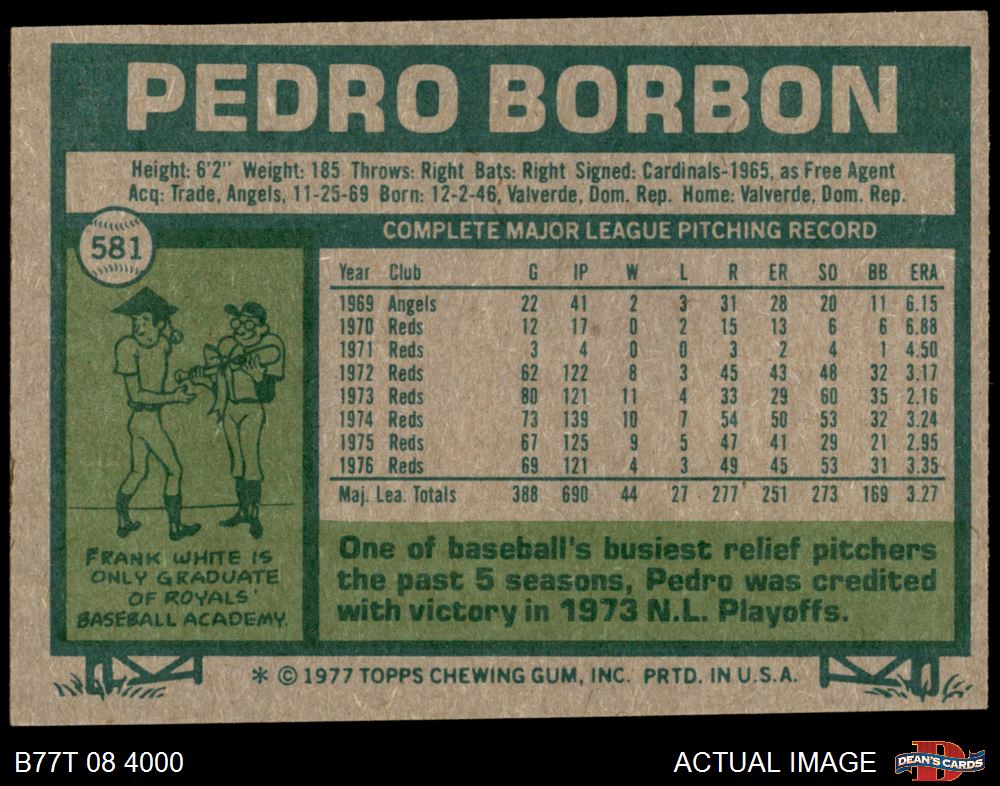 PEDRO BORBON
Height: 6'2" Weight: 185 Throws: Right Bats: Right Signed: Cardinals-1965, as Free Agent
Acq: Trade, Angels, 11-25-69 Born: 12-2-46, Valverde, Dom. Rep. Home: Valverde, Dom. Rep.
581
COMPLETE MAJOR LEAGUE PITCHING RECORD
Year Club G IP W L R ER SO BB ERA
1969 Angels 22 41 2 3 31 28 20 11 6.15
1970 Reds 12 17 0 2 15 13 6 6 6.88
1971 Reds 3 4 0 0 3 2 4 1 4.50
1972 Reds 62 122 8 3 45 43 48 32 3.17
1973 Reds 80 121 11 4 33 29 60 35 2.16
1974 Reds 73 139 10 7 54 50 53 32 3.24
1975 Reds 67 125 9 5 47 41 29 21 2.95
1976 Reds 69 121 4 3 49 45 53 31 3.35
Maj. Lea. Totals 388 690 44 27 277 251 273 169 3.27
FRANK WHITE IS
ONLY GRADUATE
OF ROYALS'
BASEBALL ACADEMY.
One of baseball's busiest relief pitchers
the past 5 seasons, Pedro was credited
with victory in 1973 N.L. Playoffs.
* © 1977 TOPPS CHEWING GUM, INC. PRTD. IN U.S.A.
B77T 08 4000
ACTUAL IMAGE
D
DEAN'S CARDS